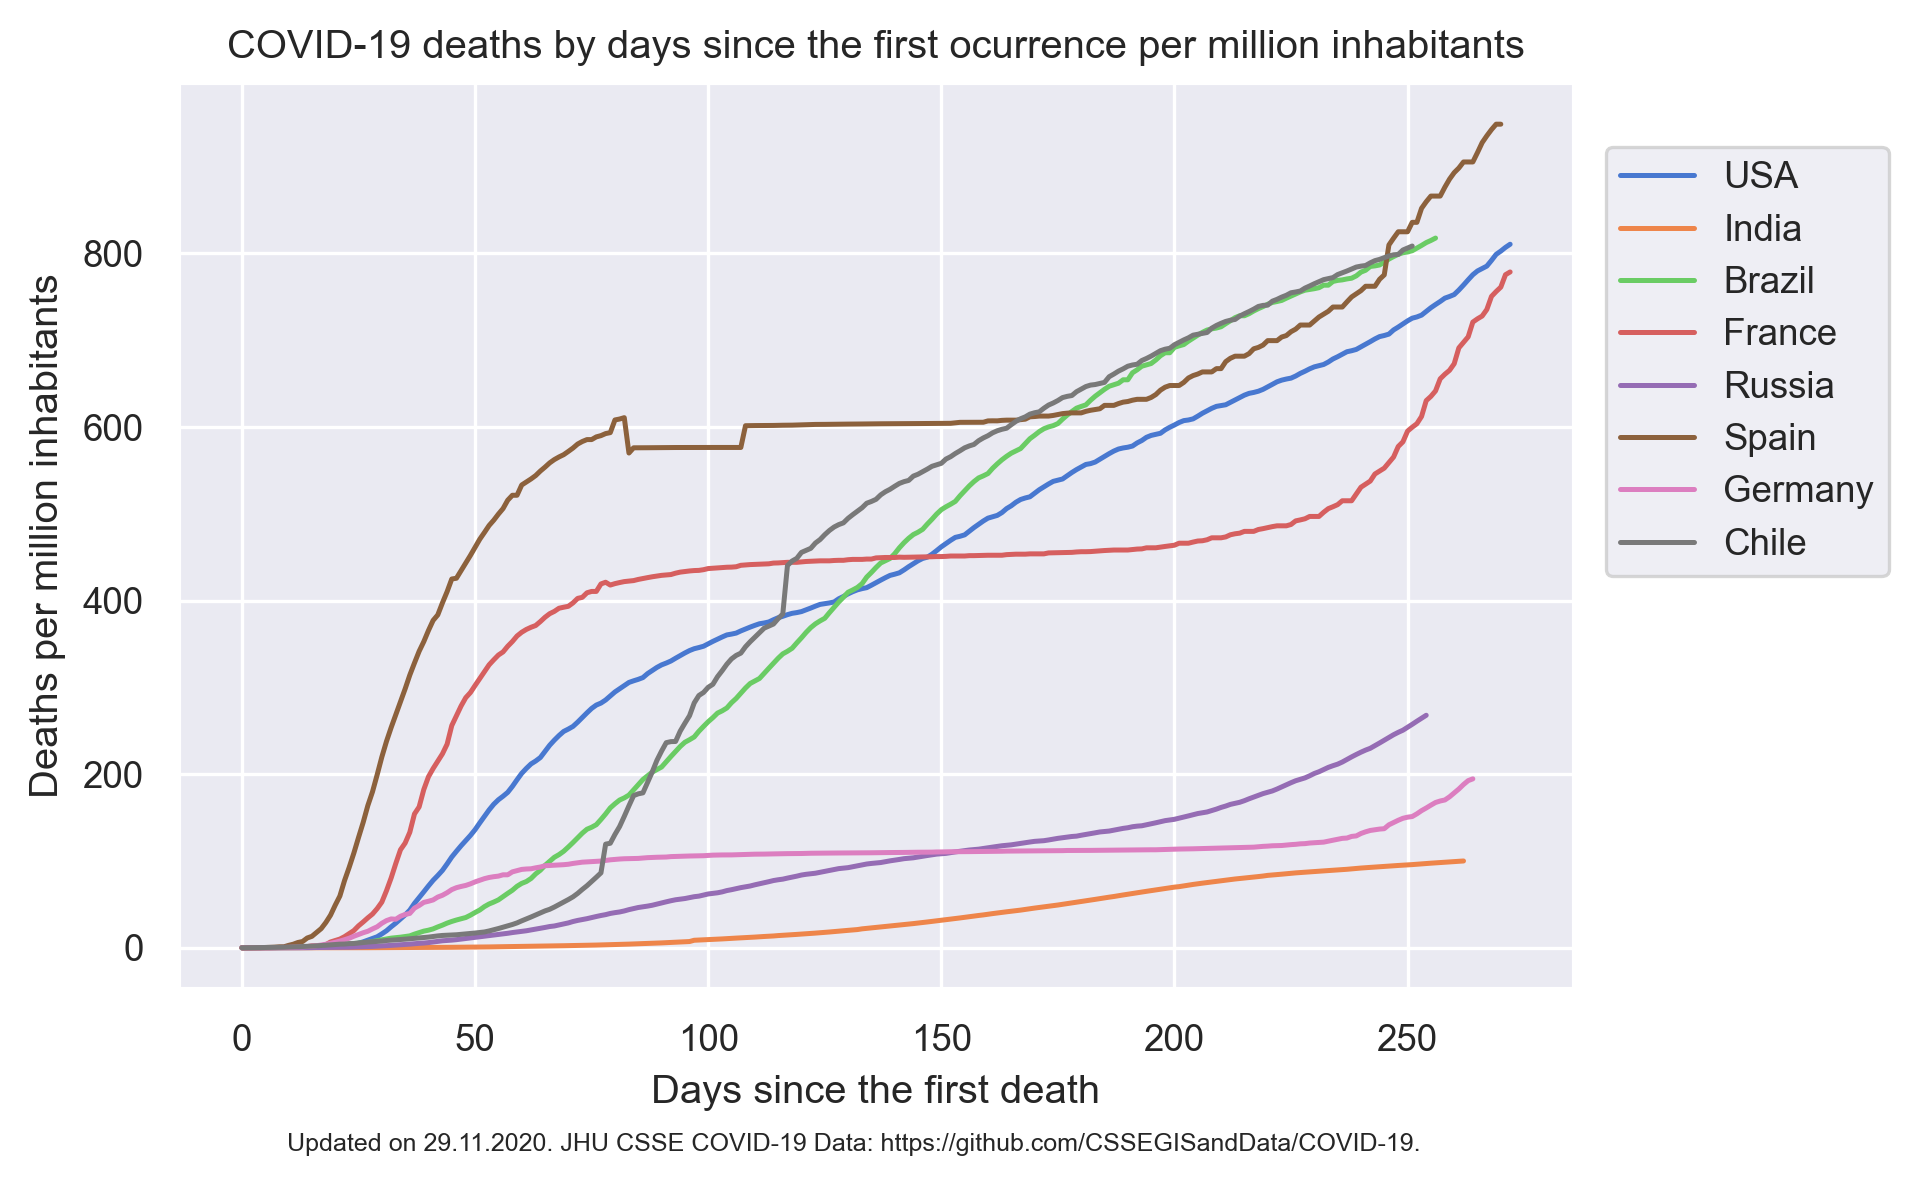 COVID-19 deaths by days since the first ocurrence per million inhabitants
Deaths per million inhabitants
800
600
400
200
0
0 50 100 150 200 250
Days since the first death
USA
India
Brazil
France
Russia
Spain
Germany
Chile
Updated on 29.11.2020. JHU CSSE COVID-19 Data: https://github.com/CSSEGISandData/COVID-19.